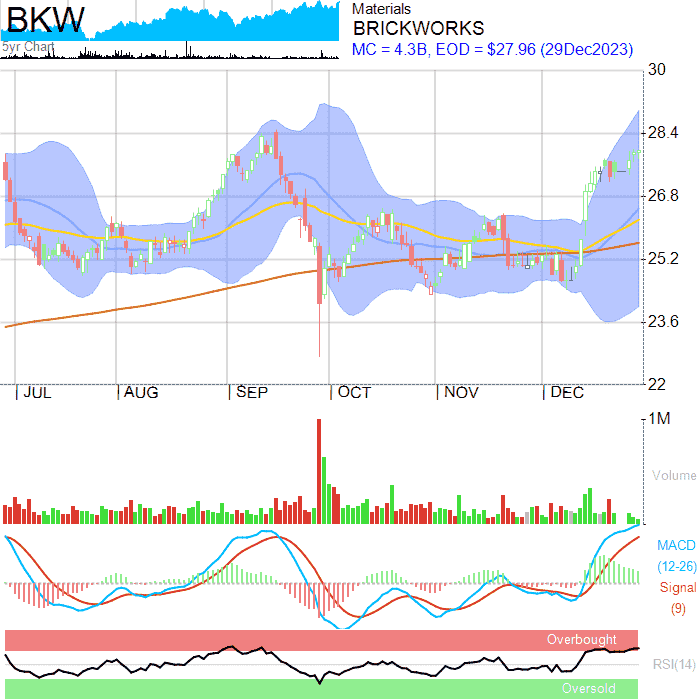 BKW
5yr Chart
Materials
BRICKWORKS
MC = 4.3B, EOD = $27.96 (29Dec2023)
30
28.4
26.8
25.2
23.6
22
JUL AUG SEP OCT NOV DEC
1M
Volume
MACD
(12-26)
Signal
(9)
Overbought
RSI(14)
Oversold